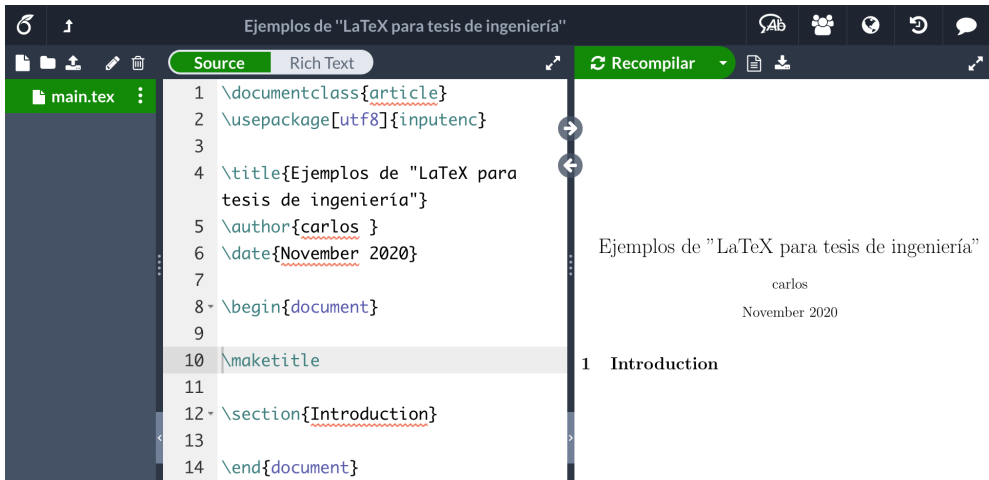 Ejemplos de "LaTeX para tesis de ingeniería"
Ab
Source Rich Text
Recompilar
main.tex
1 \documentclass{article}
2 \usepackage[utf8]{inputenc}
3
4 \title{Ejemplos de "LaTeX para
tesis de ingeniería"}
5 \author{carlos }
6 \date{November 2020}
7
8 \begin{document}
9
10 \maketitle
11
12 \section{Introduction}
13
14 \end{document}
Ejemplos de ”LaTeX para tesis de ingeniería”
carlos
November 2020
1 Introduction